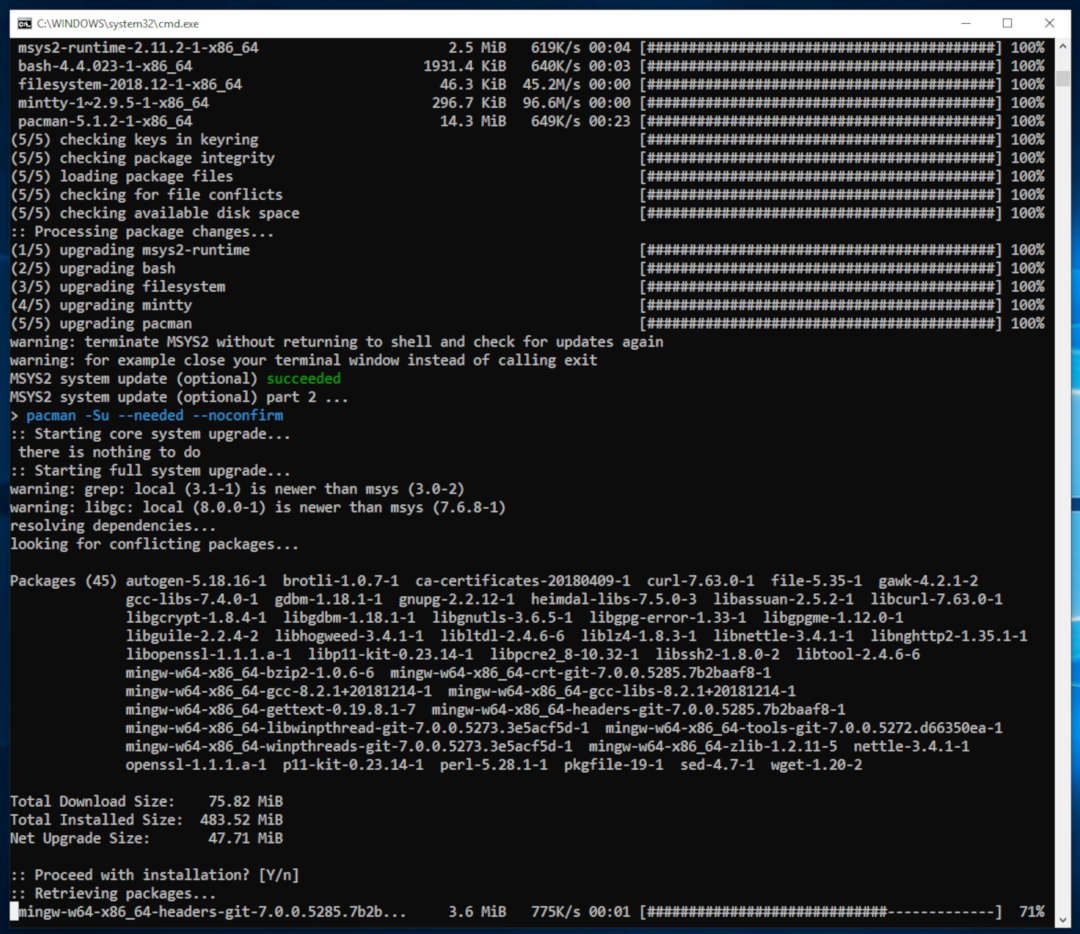 C:\WINDOWS\system32\cmd.exe
msys2-runtime-2.11.2-1-x86_64 2.5 MiB 619K/s 00:04 [##########################################] 100%
bash-4.4.023-1-x86_64 1931.4 KiB 640K/s 00:03 [##########################################] 100%
filesystem-2018.12-1-x86_64 46.3 KiB 45.2M/s 00:00 [##########################################] 100%
mintty-1~2.9.5-1-x86_64 296.7 KiB 96.6M/s 00:00 [##########################################] 100%
pacman-5.1.2-1-x86_64 14.3 MiB 649K/s 00:23 [##########################################] 100%
(5/5) checking keys in keyring [##########################################] 100%
(5/5) checking package integrity [##########################################] 100%
(5/5) loading package files [##########################################] 100%
(5/5) checking for file conflicts [##########################################] 100%
(5/5) checking available disk space [##########################################] 100%
:: Processing package changes...
(1/5) upgrading msys2-runtime [##########################################] 100%
(2/5) upgrading bash [##########################################] 100%
(3/5) upgrading filesystem [##########################################] 100%
(4/5) upgrading mintty [##########################################] 100%
(5/5) upgrading pacman [##########################################] 100%
warning: terminate MSYS2 without returning to shell and check for updates again
warning: for example close your terminal window instead of calling exit
MSYS2 system update (optional) succeeded
MSYS2 system update (optional) part 2 ...
> pacman -Su --needed --noconfirm
:: Starting core system upgrade...
there is nothing to do
:: Starting full system upgrade...
warning: grep: local (3.1-1) is newer than msys (3.0-2)
warning: libgc: local (8.0.0-1) is newer than msys (7.6.8-1)
resolving dependencies...
looking for conflicting packages...
Packages (45) autogen-5.18.16-1 brotli-1.0.7-1 ca-certificates-20180409-1 curl-7.63.0-1 file-5.35-1 gawk-4.2.1-2
gcc-libs-7.4.0-1 gdbm-1.18.1-1 gnupg-2.2.12-1 heimdal-libs-7.5.0-3 libassuan-2.5.2-1 libcurl-7.63.0-1
libgcrypt-1.8.4-1 libgdbm-1.18.1-1 libgnutls-3.6.5-1 libgpg-error-1.33-1 libgpgme-1.12.0-1
libguile-2.2.4-2 libhogweed-3.4.1-1 libltdl-2.4.6-6 liblz4-1.8.3-1 libnettle-3.4.1-1 libnghttp2-1.35.1-1
libopenssl-1.1.1.a-1 libp11-kit-0.23.14-1 libpcre2_8-10.32-1 libssh2-1.8.0-2 libtool-2.4.6-6
mingw-w64-x86_64-bzip2-1.0.6-6 mingw-w64-x86_64-crt-git-7.0.0.5285.7b2baaf8-1
mingw-w64-x86_64-gcc-8.2.1+20181214-1 mingw-w64-x86_64-gcc-libs-8.2.1+20181214-1
mingw-w64-x86_64-gettext-0.19.8.1-7 mingw-w64-x86_64-headers-git-7.0.0.5285.7b2baaf8-1
mingw-w64-x86_64-libwinpthread-git-7.0.0.5273.3e5acf5d-1 mingw-w64-x86_64-tools-git-7.0.0.5272.d66350ea-1
mingw-w64-x86_64-winpthreads-git-7.0.0.5273.3e5acf5d-1 mingw-w64-x86_64-zlib-1.2.11-5 nettle-3.4.1-1
openssl-1.1.1.a-1 p11-kit-0.23.14-1 perl-5.28.1-1 pkgfile-19-1 sed-4.7-1 wget-1.20-2
Total Download Size: 75.82 MiB
Total Installed Size: 483.52 MiB
Net Upgrade Size: 47.71 MiB
:: Proceed with installation? [Y/n]
:: Retrieving packages...
mingw-w64-x86_64-headers-git-7.0.0.5285.7b2b... 3.6 MiB 775K/s 00:01 [#############################-------------] 71%